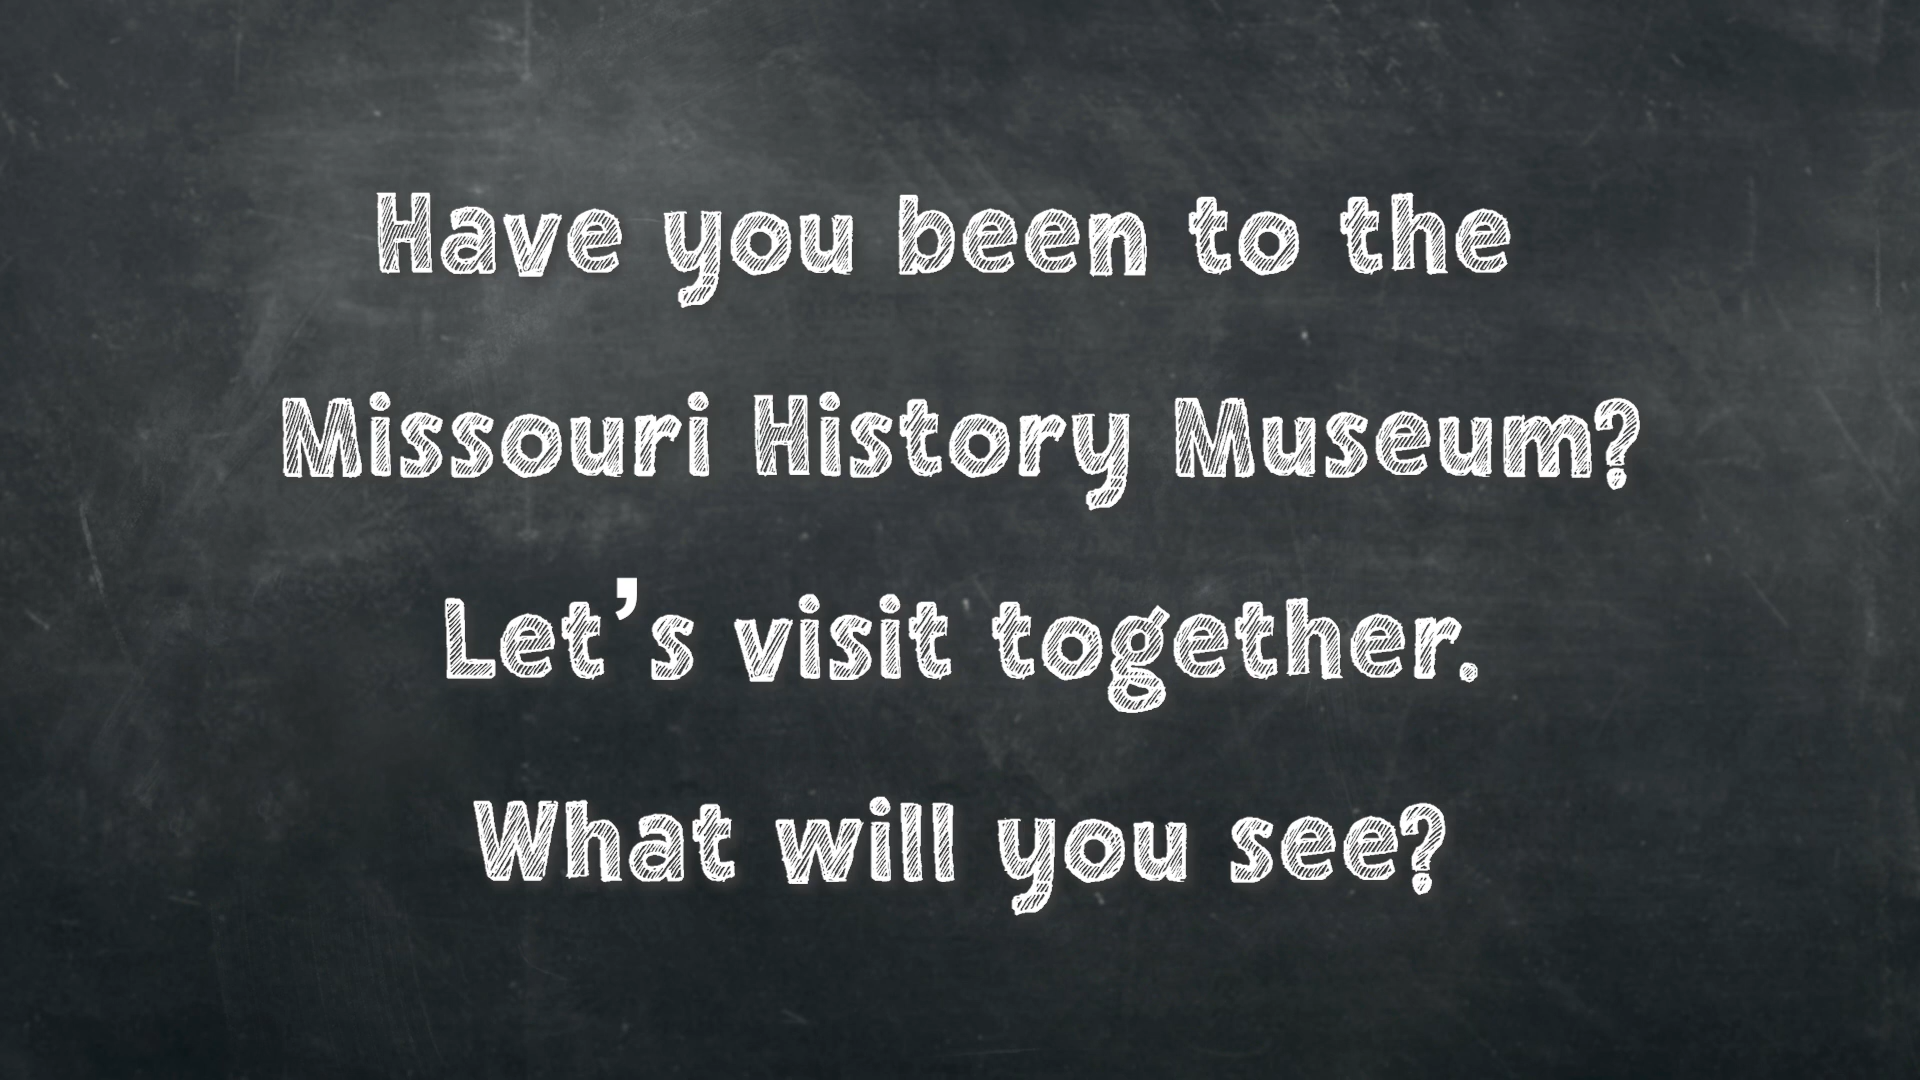 Have you been to the
Missouri History Museum?
Let’s visit together.
What will you see?